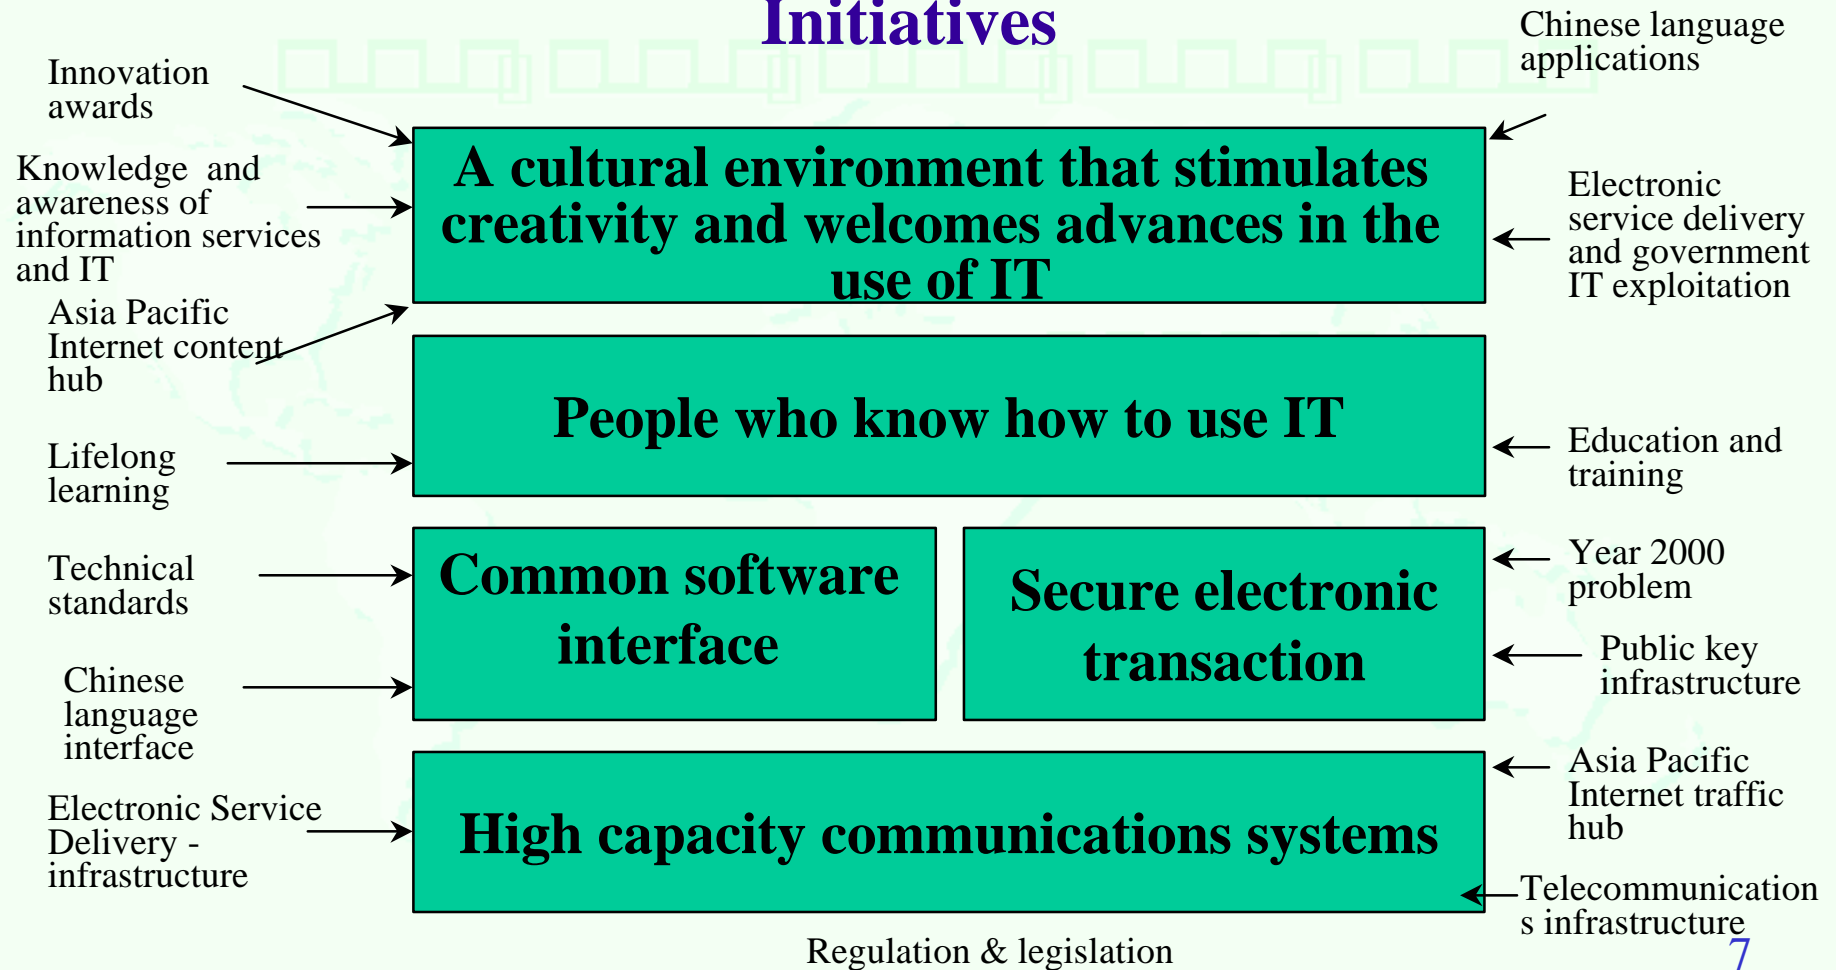 Initiatives
Chinese language
applications
Innovation
awards
Knowledge and
awareness of
information services
and IT
A cultural environment that stimulates
creativity and welcomes advances in the
use of IT
Electronic
service delivery
and government
IT exploitation
Asia Pacific
Internet content
hub
People who know how to use IT
Lifelong
learning
Education and
training
Technical
standards
Common software
interface
Secure electronic
transaction
Year 2000
problem
Public key
infrastructure
Chinese
language
interface
Asia Pacific
Internet traffic
hub
Electronic Service
Delivery -
infrastructure
High capacity communications systems
Telecommunication
s infrastructure
Regulation & legislation
7